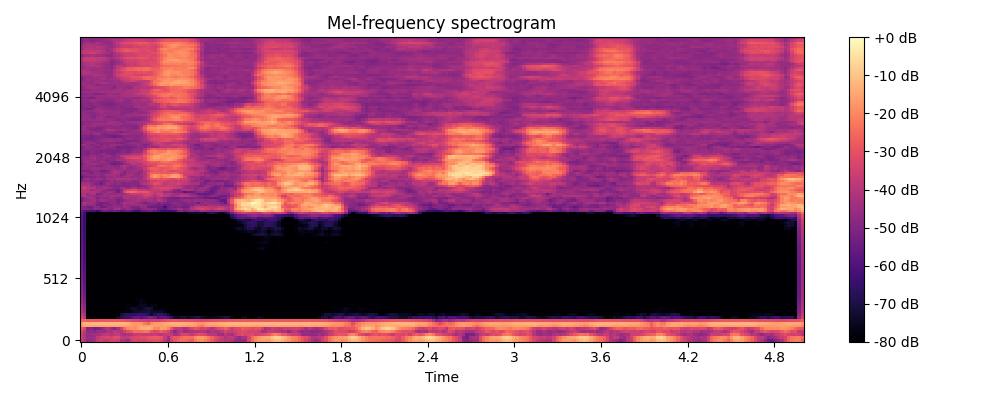 Mel-frequency spectrogram
+0 dB
-10 dB
-20 dB
-30 dB
-40 dB
-50 dB
-60 dB
-70 dB
-80 dB
Hz
4096
2048
1024
512
0
0 0.6 1.2 1.8 2.4 3 3.6 4.2 4.8
Time